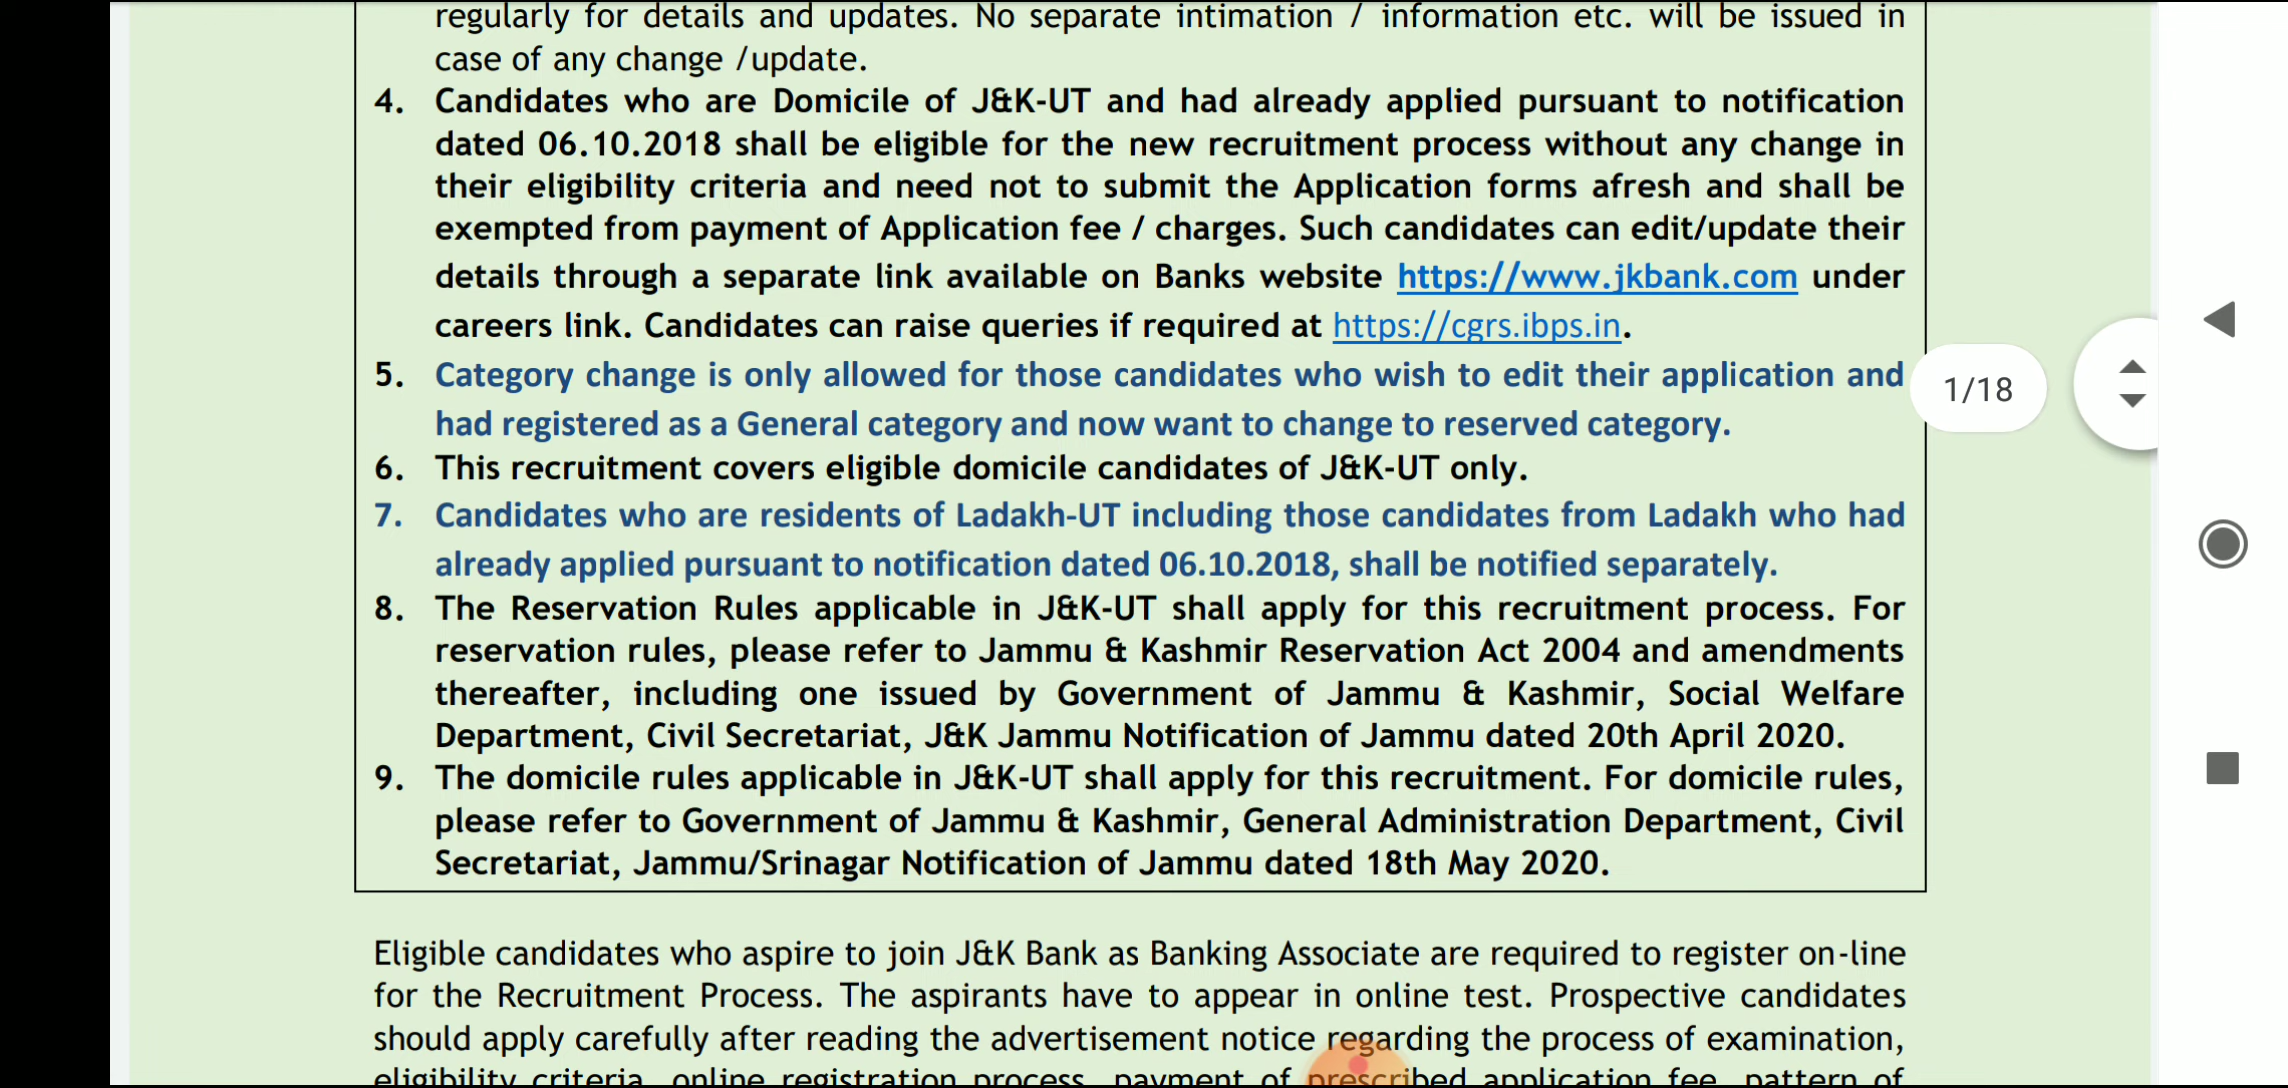 regularly for details and updates. No separate intimation / information etc. will be issued in
case of any change /update.
4. Candidates who are Domicile of J&K-UT and had already applied pursuant to notification
dated 06.10.2018 shall be eligible for the new recruitment process without any change in
their eligibility criteria and need not to submit the Application forms afresh and shall be
exempted from payment of Application fee / charges. Such candidates can edit/update their
details through a separate link available on Banks website https://www.jkbank.com under
careers link. Candidates can raise queries if required at https://cgrs.ibps.in.
5. Category change is only allowed for those candidates who wish to edit their application and
had registered as a General category and now want to change to reserved category.
1/18
6. This recruitment covers eligible domicile candidates of J&K-UT only.
7. Candidates who are residents of Ladakh-UT including those candidates from Ladakh who had
already applied pursuant to notification dated 06.10.2018, shall be notified separately.
8. The Reservation Rules applicable in J&K-UT shall apply for this recruitment process. For
reservation rules, please refer to Jammu & Kashmir Reservation Act 2004 and amendments
thereafter, including one issued by Government of Jammu & Kashmir, Social Welfare
Department, Civil Secretariat, J&K Jammu Notification of Jammu dated 20th April 2020.
9. The domicile rules applicable in J&K-UT shall apply for this recruitment. For domicile rules,
please refer to Government of Jammu & Kashmir, General Administration Department, Civil
Secretariat, Jammu/Srinagar Notification of Jammu dated 18th May 2020.
Eligible candidates who aspire to join J&K Bank as Banking Associate are required to register on-line
for the Recruitment Process. The aspirants have to appear in online test. Prospective candidates
should apply carefully after reading the advertisement notice regarding the process of examination,
eligibility criteria, online registration process, payment of prescribed application fee, pattern of